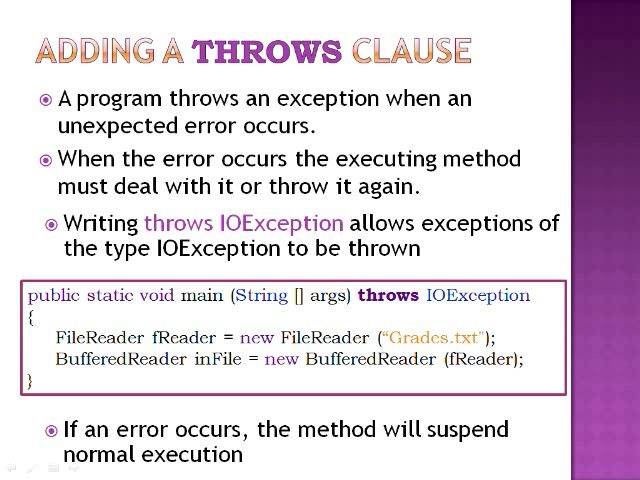 ADDING A THROWS CLAUSE
A program throws an exception when an
unexpected error occurs.
When the error occurs the executing method
must deal with it or throw it again.
Writing throws IOException allows exceptions of
the type IOException to be thrown
public static void main (String [] args) throws IOException
{
FileReader fReader = new FileReader (“Grades.txt”);
BufferedReader inFile = new BufferedReader (fReader);
}
If an error occurs, the method will suspend
normal execution